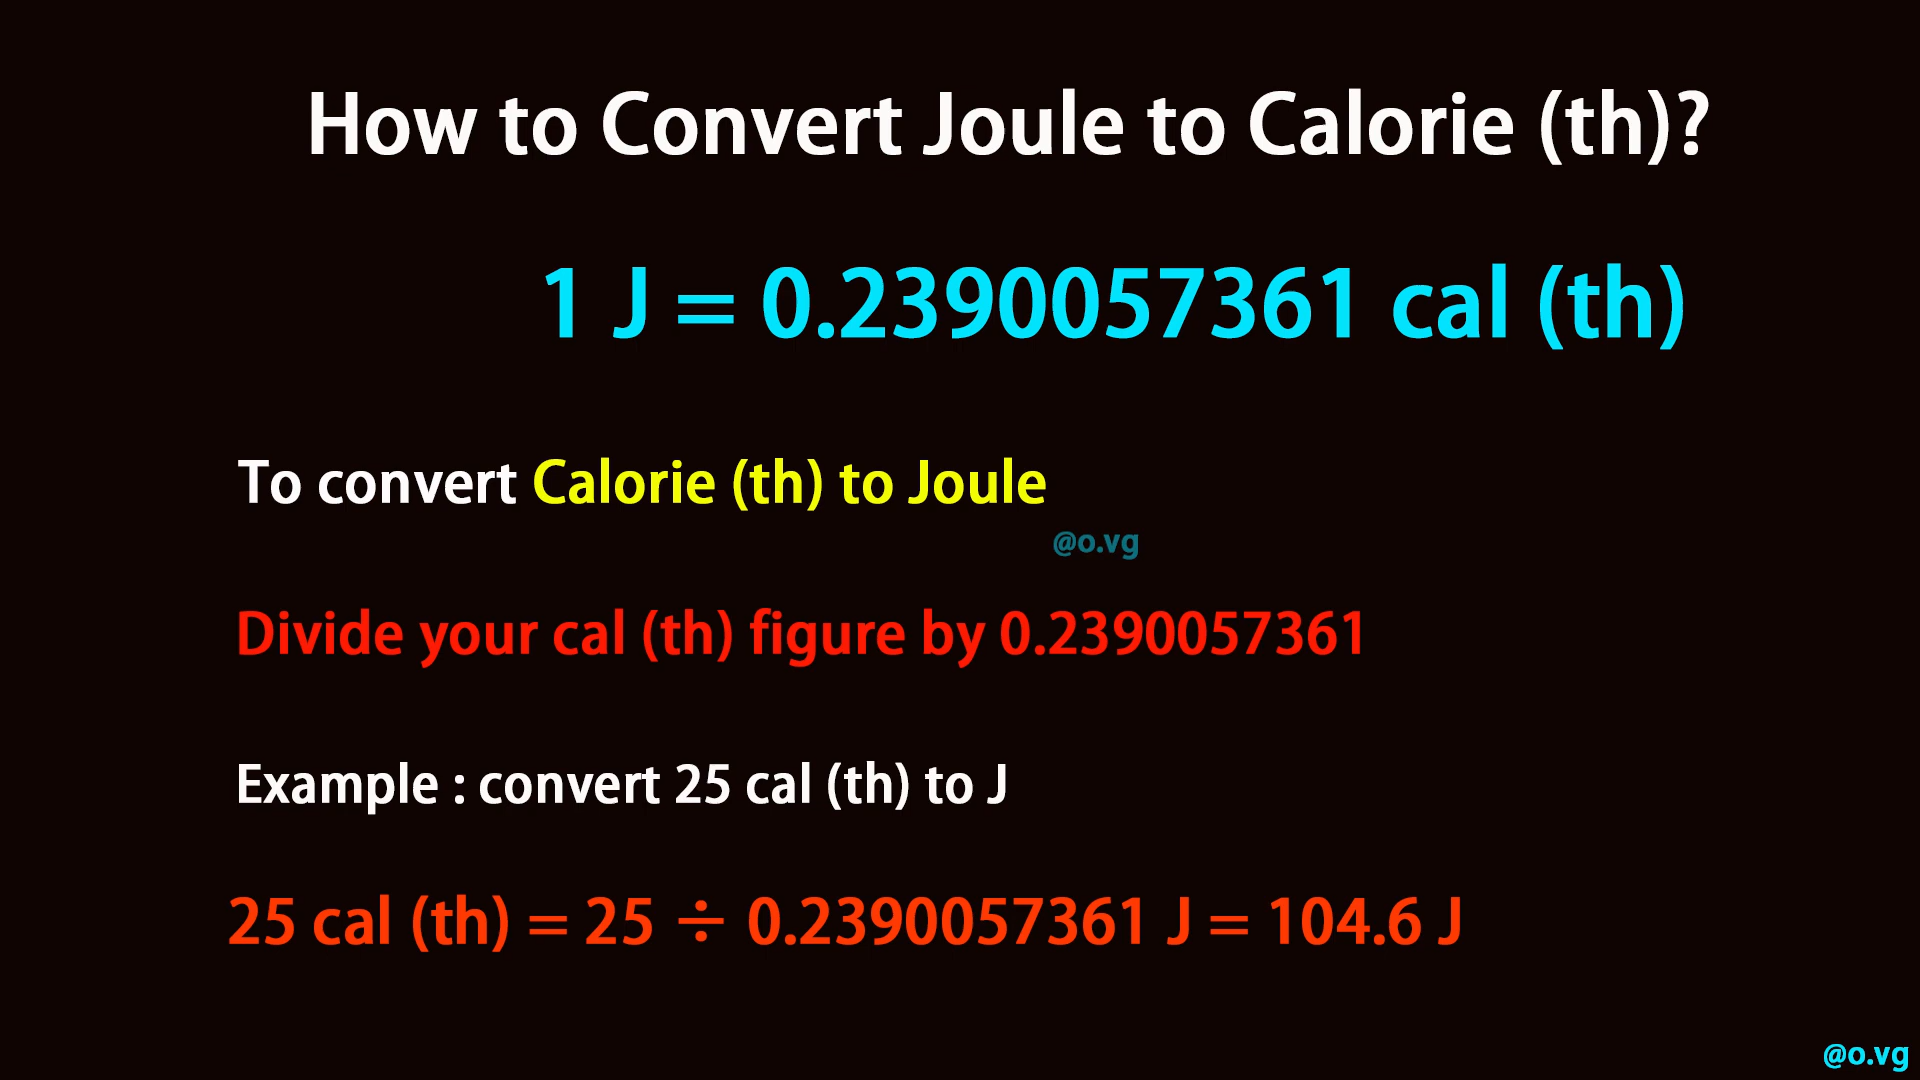 How to Convert Joule to Calorie (th)?
1 J = 0.2390057361 cal (th)
To convert Calorie (th) to Joule
@o.vg
Divide your cal (th) figure by 0.2390057361
Example : convert 25 cal (th) to J
25 cal (th) = 25 ÷ 0.2390057361 J = 104.6 J
@o.vg